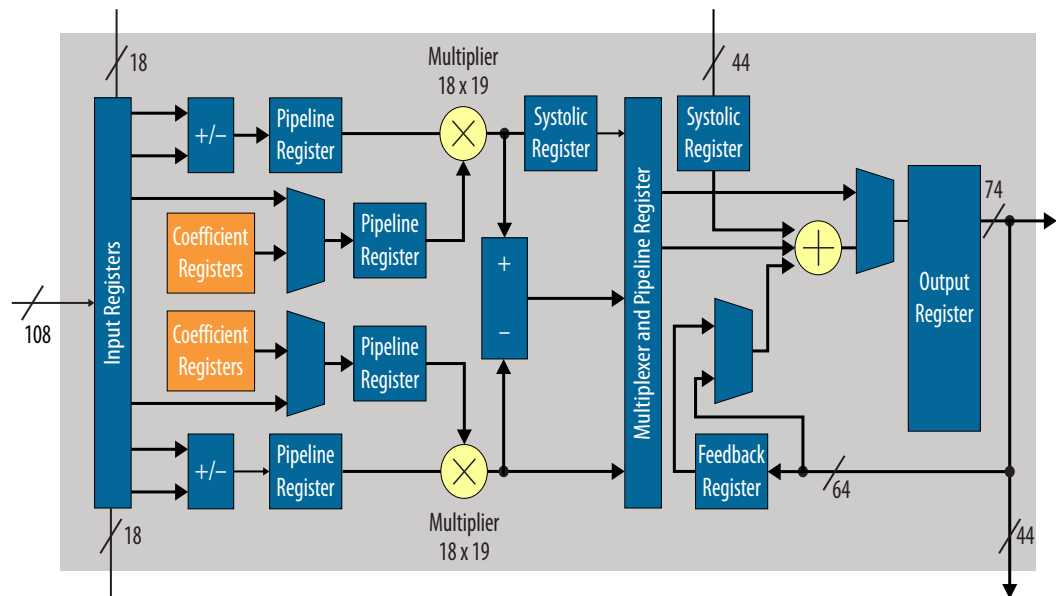 18
44
Multiplier
18 x 19
+/−
Pipeline
Register
Systolic
Register
Systolic
Register
74
Coefficient
Registers
Pipeline
Register
+
−
Output
Register
108
Input Registers
Multiplexer and Pipeline Register
Coefficient
Registers
Pipeline
Register
+/−
Pipeline
Register
Feedback
Register
64
18
Multiplier
18 x 19
44